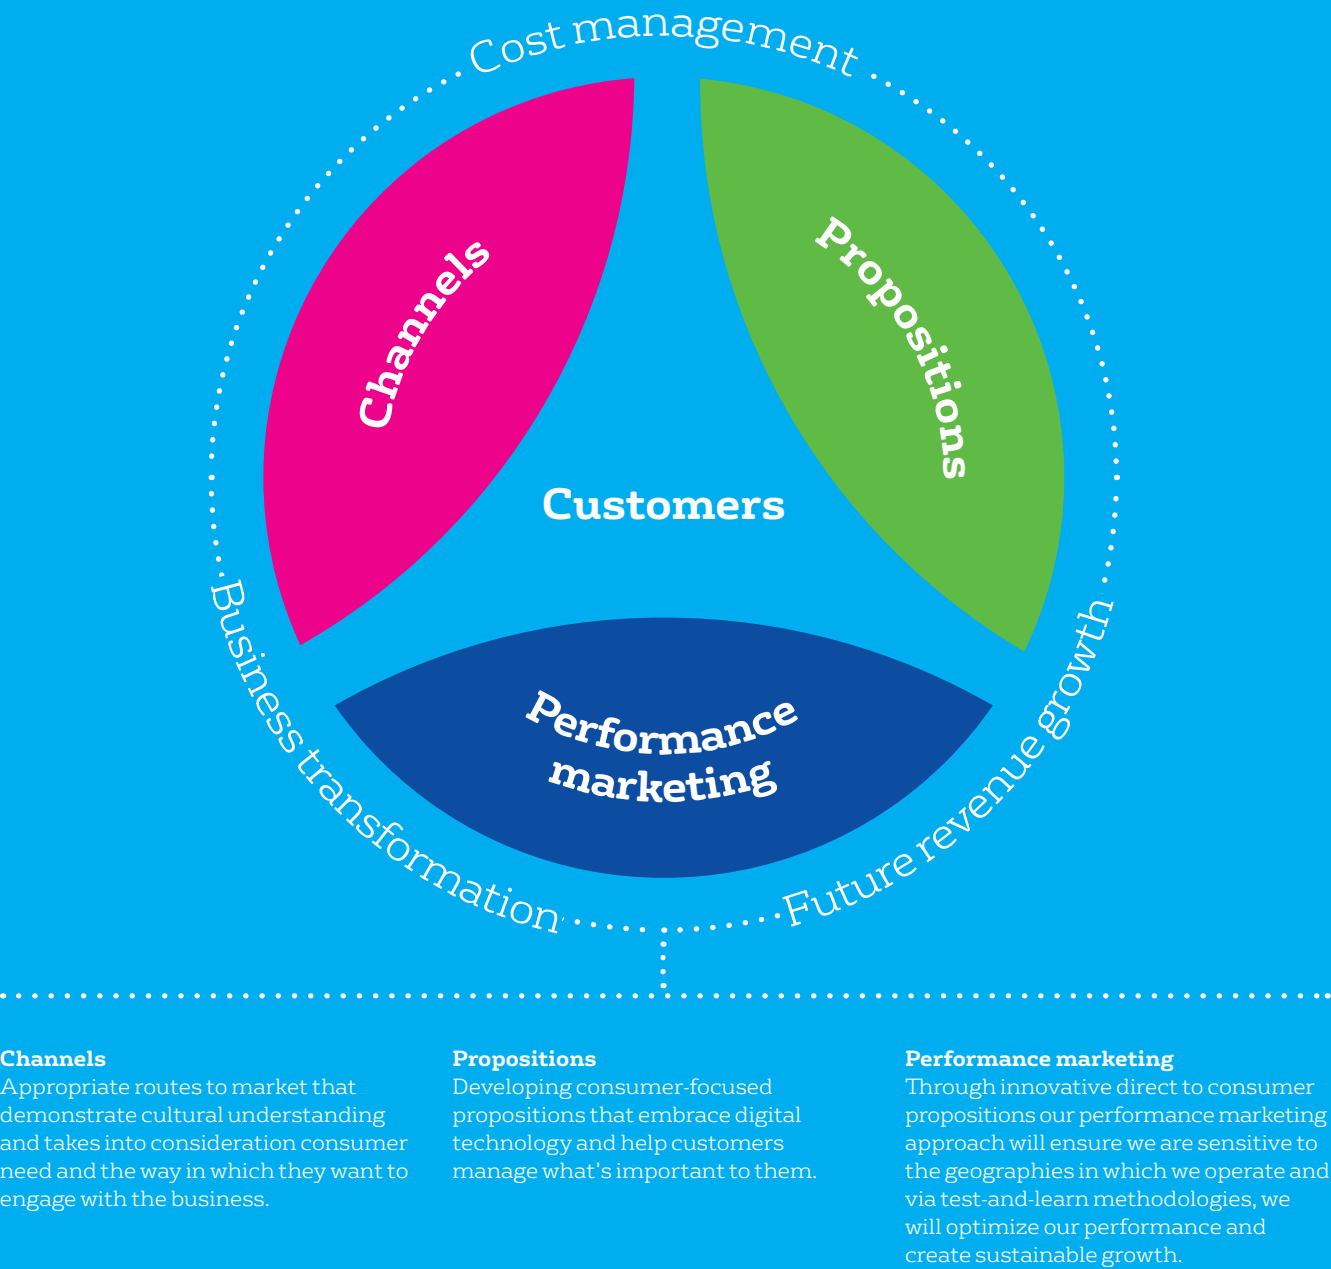 Cost management
Channels
Propositions
Customers
Performance
marketing
Business transformation
Future revenue growth
Channels
Appropriate routes to market that
demonstrate cultural understanding
and takes into consideration consumer
need and the way in which they want to
engage with the business.
Propositions
Developing consumer-focused
propositions that embrace digital
technology and help customers
manage what's important to them.
Performance marketing
Through innovative direct to consumer
propositions our performance marketing
approach will ensure we are sensitive to
the geographies in which we operate and
via test-and-learn methodologies, we
will optimize our performance and
create sustainable growth.